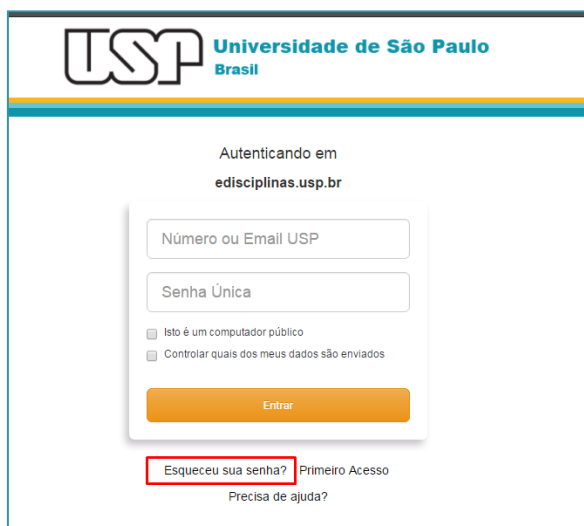 USP
Universidade de São Paulo
Brasil
Autenticando em
edisciplinas.usp.br
Número ou Email USP
Senha Única
Isto é um computador público
Controlar quais dos meus dados são enviados
Entrar
Esqueceu sua senha? Primeiro Acesso
Precisa de ajuda?